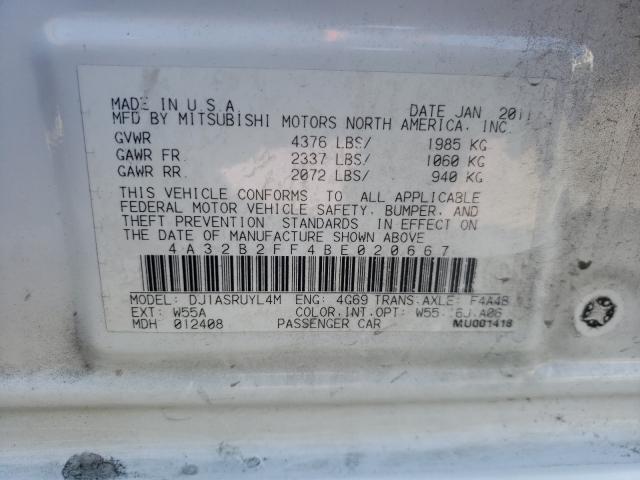 MADE IN U.S.A. DATE JAN 2011
MFD BY MITSUBISHI MOTORS NORTH AMERICA, INC.
GVWR 4376 LBS/ 1985 KG
GAWR FR. 2337 LBS/ 1060 KG
GAWR RR. 2072 LBS/ 940 KG
THIS VEHICLE CONFORMS TO ALL APPLICABLE
FEDERAL MOTOR VEHICLE SAFETY, BUMPER, AND
THEFT PREVENTION STANDARDS IN EFFECT ON
THE DATE OF MANUFACTURE SHOWN ABOVE
4A32B2FF4BE020667
MODEL: DJ1ASRUYL4M ENG: 4G69 TRANS.AXLE: F4A48
EXT: W55A COLOR.INT.OPT: W55 6J.A06
MDH 012408 PASSENGER CAR MU001418